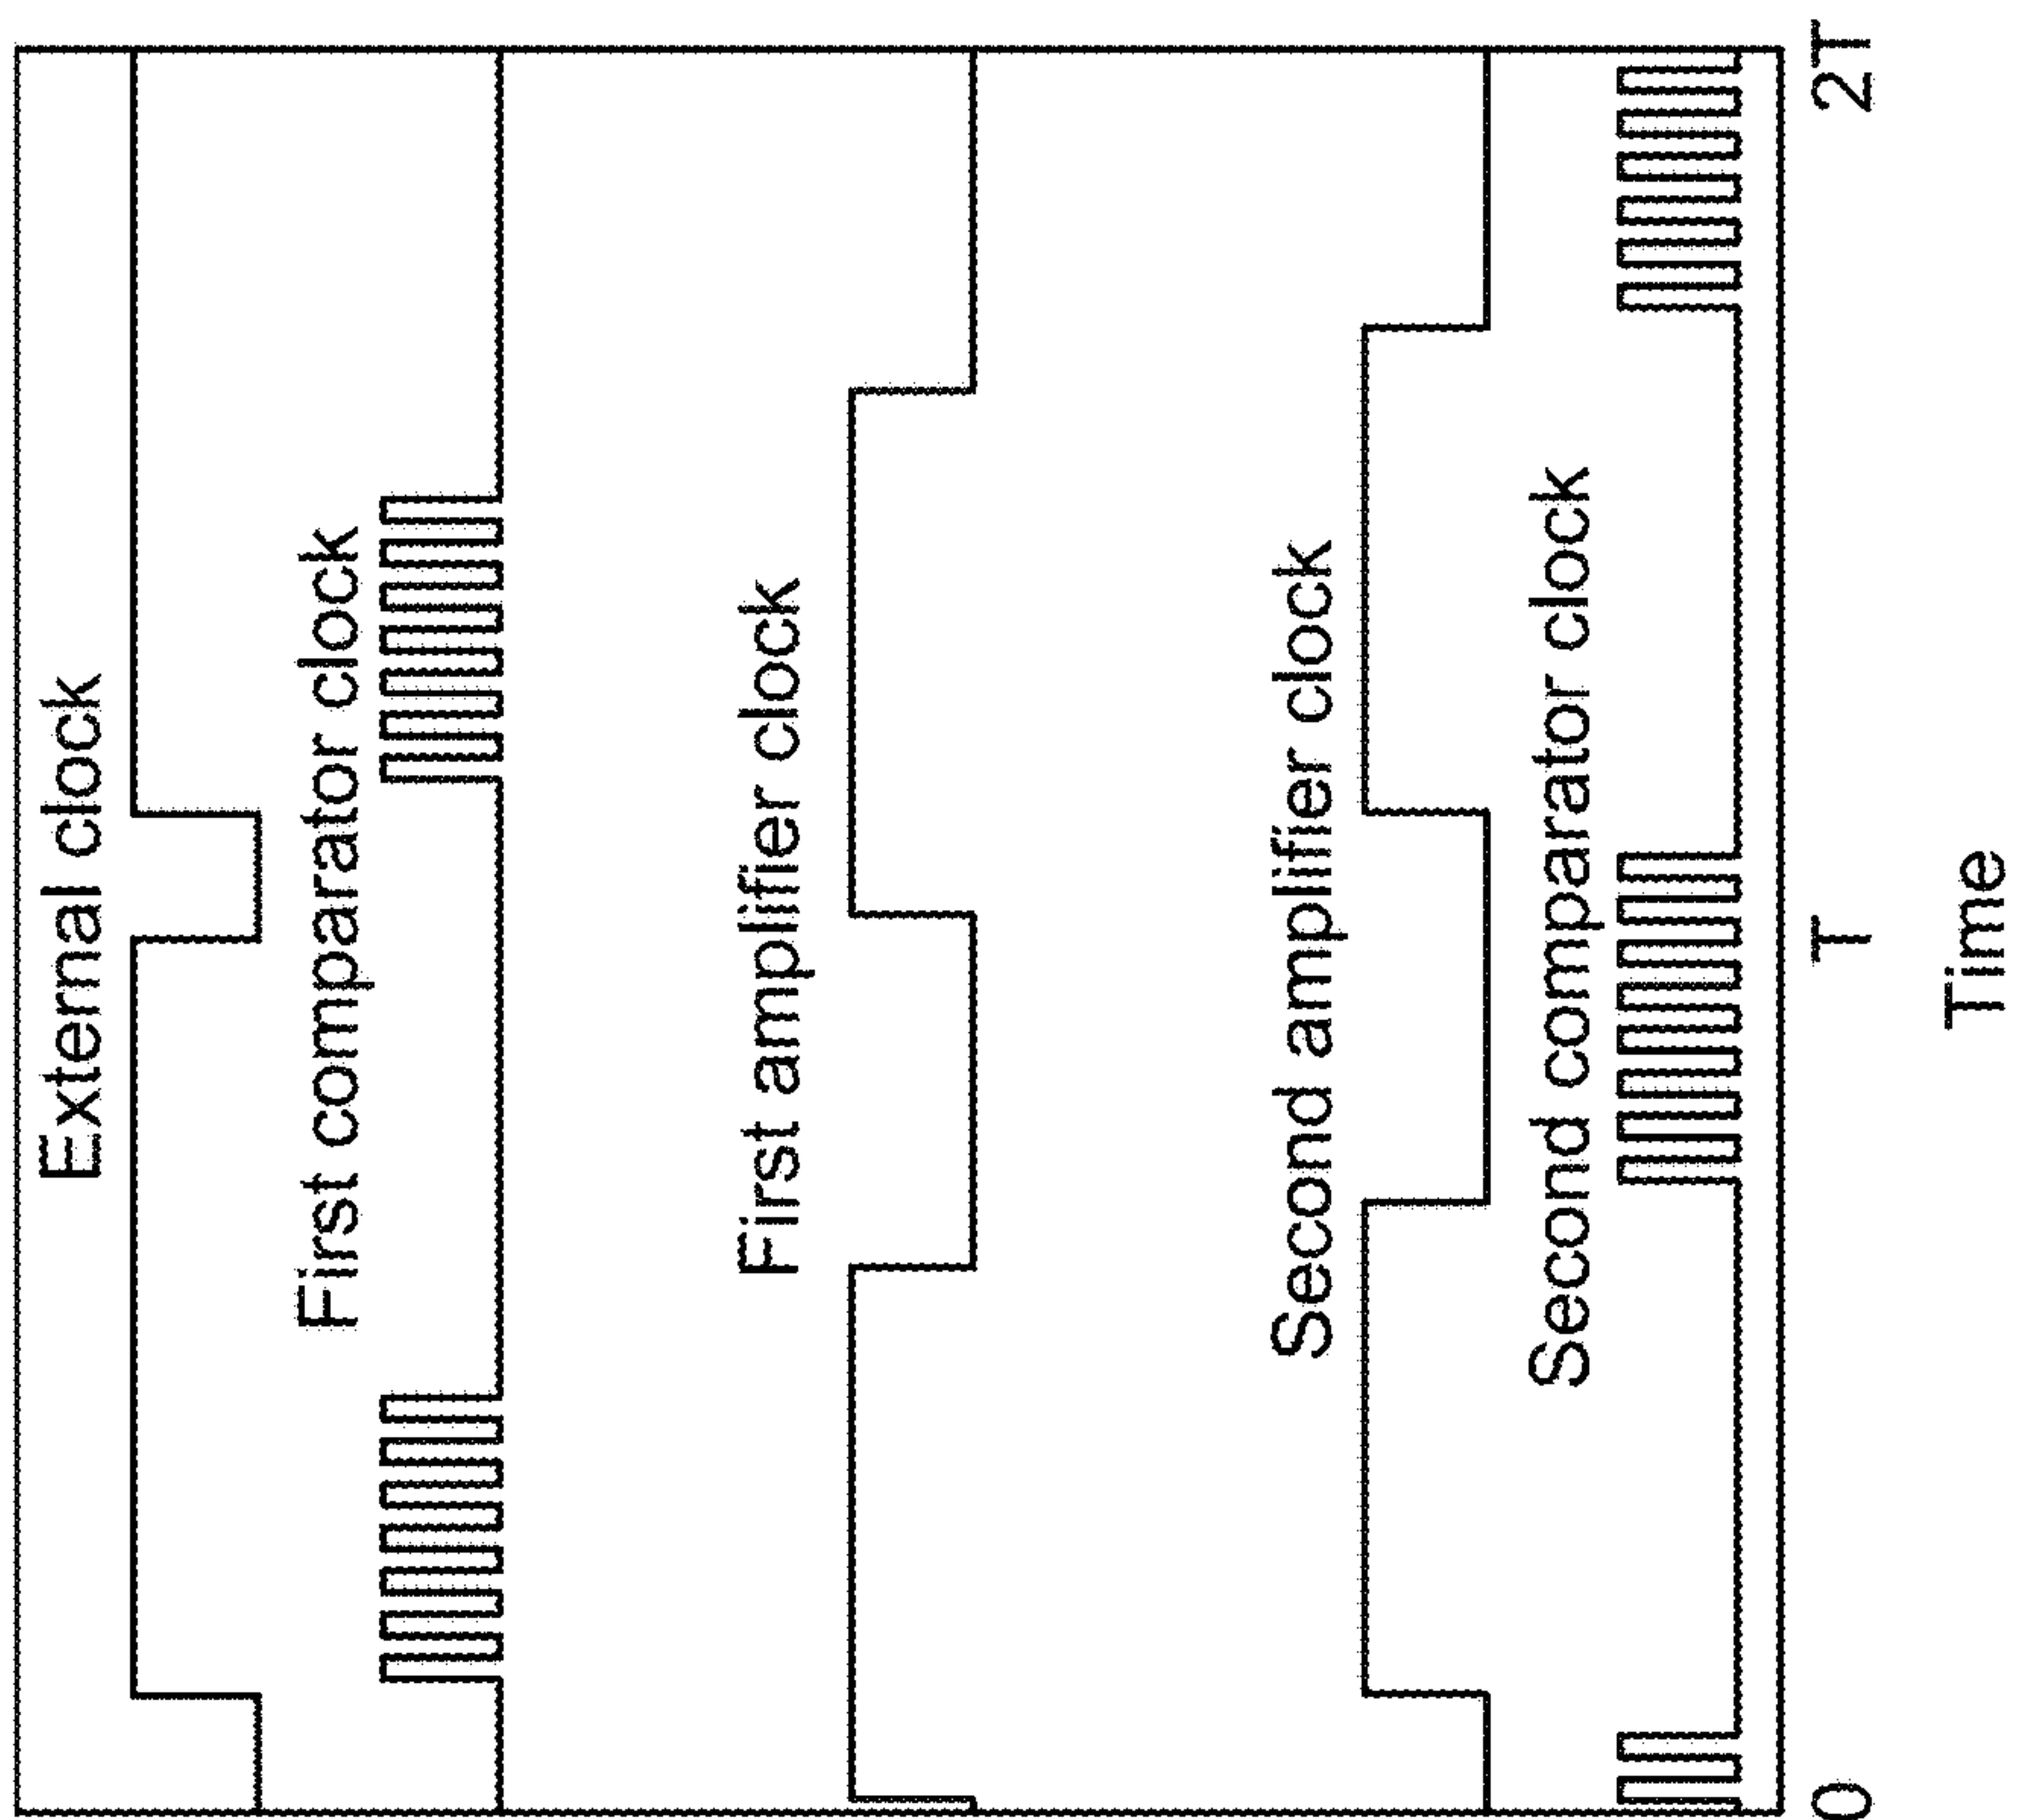 External clock
First comparator clock
First amplifier clock
Second amplifier clock
Second comparator clock
0 T 2T
Time